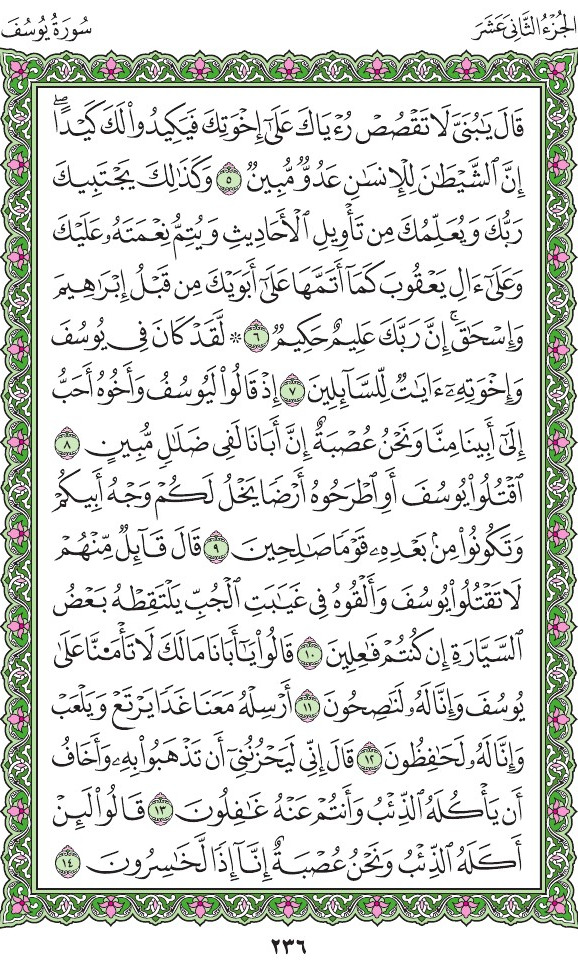 الجزء الثاني عشر
سورة يوسف
قَالَ يَٰبُنَيَّ لَا تَقْصُصْ رُءْيَاكَ عَلَىٰٓ إِخْوَتِكَ فَيَكِيدُوا۟ لَكَ كَيْدًا ۖ
إِنَّ ٱلشَّيْطَٰنَ لِلْإِنسَٰنِ عَدُوٌّ مُّبِينٌ ٥ وَكَذَٰلِكَ يَجْتَبِيكَ
رَبُّكَ وَيُعَلِّمُكَ مِن تَأْوِيلِ ٱلْأَحَادِيثِ وَيُتِمُّ نِعْمَتَهُۥ عَلَيْكَ
وَعَلَىٰٓ ءَالِ يَعْقُوبَ كَمَآ أَتَمَّهَا عَلَىٰٓ أَبَوَيْكَ مِن قَبْلُ إِبْرَٰهِيمَ
وَإِسْحَٰقَ ۚ إِنَّ رَبَّكَ عَلِيمٌ حَكِيمٌ ٦ * لَّقَدْ كَانَ فِى يُوسُفَ
وَإِخْوَتِهِۦٓ ءَايَٰتٌ لِّلسَّآئِلِينَ ٧ إِذْ قَالُوا۟ لَيُوسُفُ وَأَخُوهُ أَحَبُّ
إِلَىٰٓ أَبِينَا مِنَّا وَنَحْنُ عُصْبَةٌ إِنَّ أَبَانَا لَفِى ضَلَٰلٍ مُّبِينٍ ٨
ٱقْتُلُوا۟ يُوسُفَ أَوِ ٱطْرَحُوهُ أَرْضًا يَخْلُ لَكُمْ وَجْهُ أَبِيكُمْ
وَتَكُونُوا۟ مِنۢ بَعْدِهِۦ قَوْمًا صَٰلِحِينَ ٩ قَالَ قَآئِلٌ مِّنْهُمْ
لَا تَقْتُلُوا۟ يُوسُفَ وَأَلْقُوهُ فِى غَيَٰبَتِ ٱلْجُبِّ يَلْتَقِطْهُ بَعْضُ
ٱلسَّيَّارَةِ إِن كُنتُمْ فَٰعِلِينَ ١٠ قَالُوا۟ يَٰٓأَبَانَا مَا لَكَ لَا تَأْمَ۫نَّا عَلَىٰ
يُوسُفَ وَإِنَّا لَهُۥ لَنَٰصِحُونَ ١١ أَرْسِلْهُ مَعَنَا غَدًا يَرْتَعْ وَيَلْعَبْ
وَإِنَّا لَهُۥ لَحَٰفِظُونَ ١٢ قَالَ إِنِّى لَيَحْزُنُنِىٓ أَن تَذْهَبُوا۟ بِهِۦ وَأَخَافُ
أَن يَأْكُلَهُ ٱلذِّئْبُ وَأَنتُمْ عَنْهُ غَٰفِلُونَ ١٣ قَالُوا۟ لَئِنْ
أَكَلَهُ ٱلذِّئْبُ وَنَحْنُ عُصْبَةٌ إِنَّآ إِذًا لَّخَٰسِرُونَ ١٤
٢٣٦